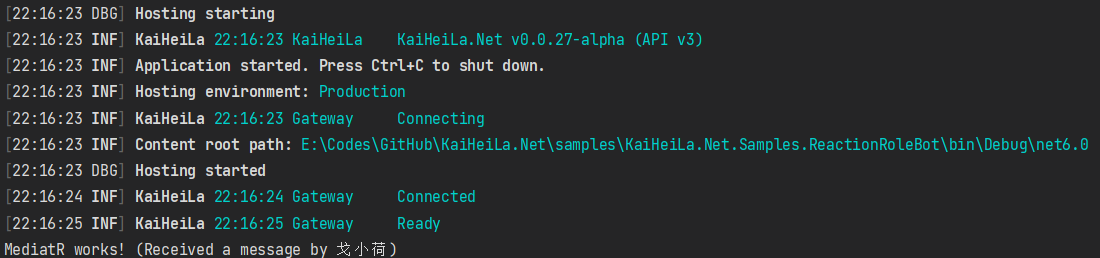 [22:16:23 DBG] Hosting starting
[22:16:23 INF] KaiHeiLa 22:16:23 KaiHeiLa    KaiHeiLa.Net v0.0.27-alpha (API v3)
[22:16:23 INF] Application started. Press Ctrl+C to shut down.
[22:16:23 INF] Hosting environment: Production
[22:16:23 INF] KaiHeiLa 22:16:23 Gateway     Connecting
[22:16:23 INF] Content root path: E:\Codes\GitHub\KaiHeiLa.Net\samples\KaiHeiLa.Net.Samples.ReactionRoleBot\bin\Debug\net6.0
[22:16:23 DBG] Hosting started
[22:16:24 INF] KaiHeiLa 22:16:24 Gateway     Connected
[22:16:25 INF] KaiHeiLa 22:16:25 Gateway     Ready
MediatR works! (Received a message by 戈小荷)